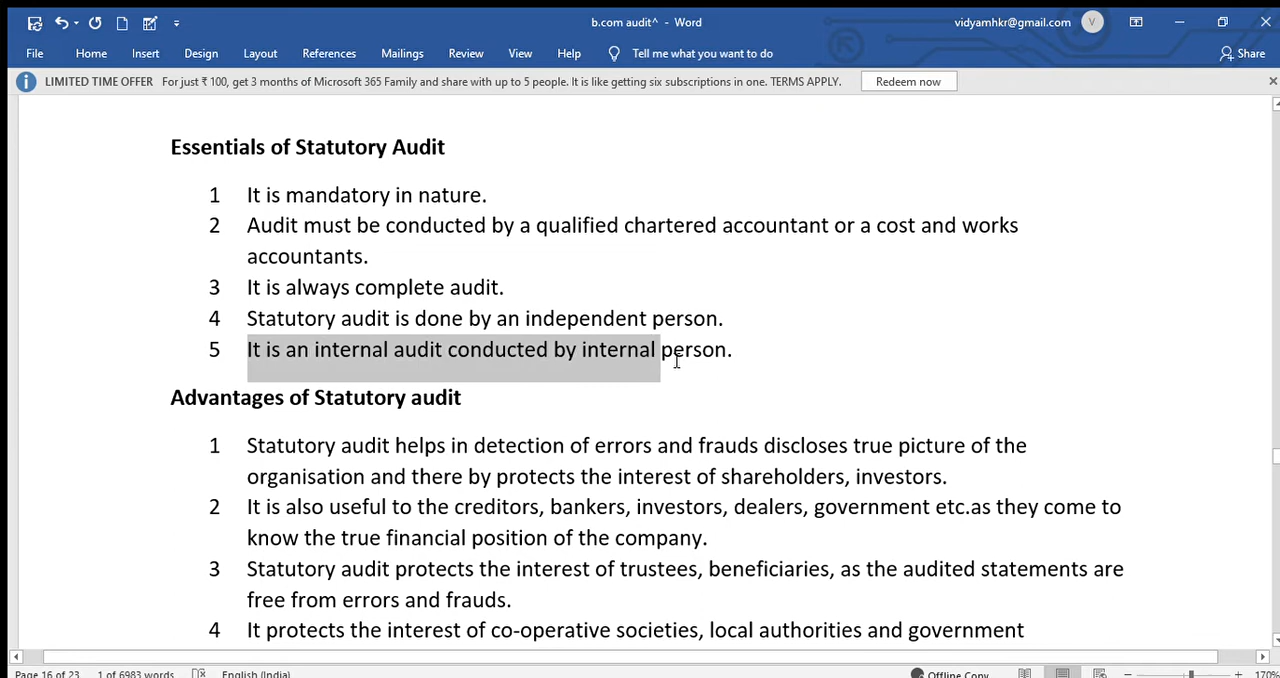 b.com audit^ - Word
vidyamhkr@gmail.com
V
File Home Insert Design Layout References Mailings Review View Help Tell me what you want to do
Share
LIMITED TIME OFFER For just ₹ 100, get 3 months of Microsoft 365 Family and share with up to 5 people. It is like getting six subscriptions in one. TERMS APPLY. Redeem now
Essentials of Statutory Audit
1 It is mandatory in nature.
2 Audit must be conducted by a qualified chartered accountant or a cost and works
accountants.
3 It is always complete audit.
4 Statutory audit is done by an independent person.
5 It is an internal audit conducted by internal person.
Advantages of Statutory audit
1 Statutory audit helps in detection of errors and frauds discloses true picture of the
organisation and there by protects the interest of shareholders, investors.
2 It is also useful to the creditors, bankers, investors, dealers, government etc.as they come to
know the true financial position of the company.
3 Statutory audit protects the interest of trustees, beneficiaries, as the audited statements are
free from errors and frauds.
4 It protects the interest of co-operative societies, local authorities and government
Page 16 of 23 1 of 6983 words English (India) Offline Copy 170%